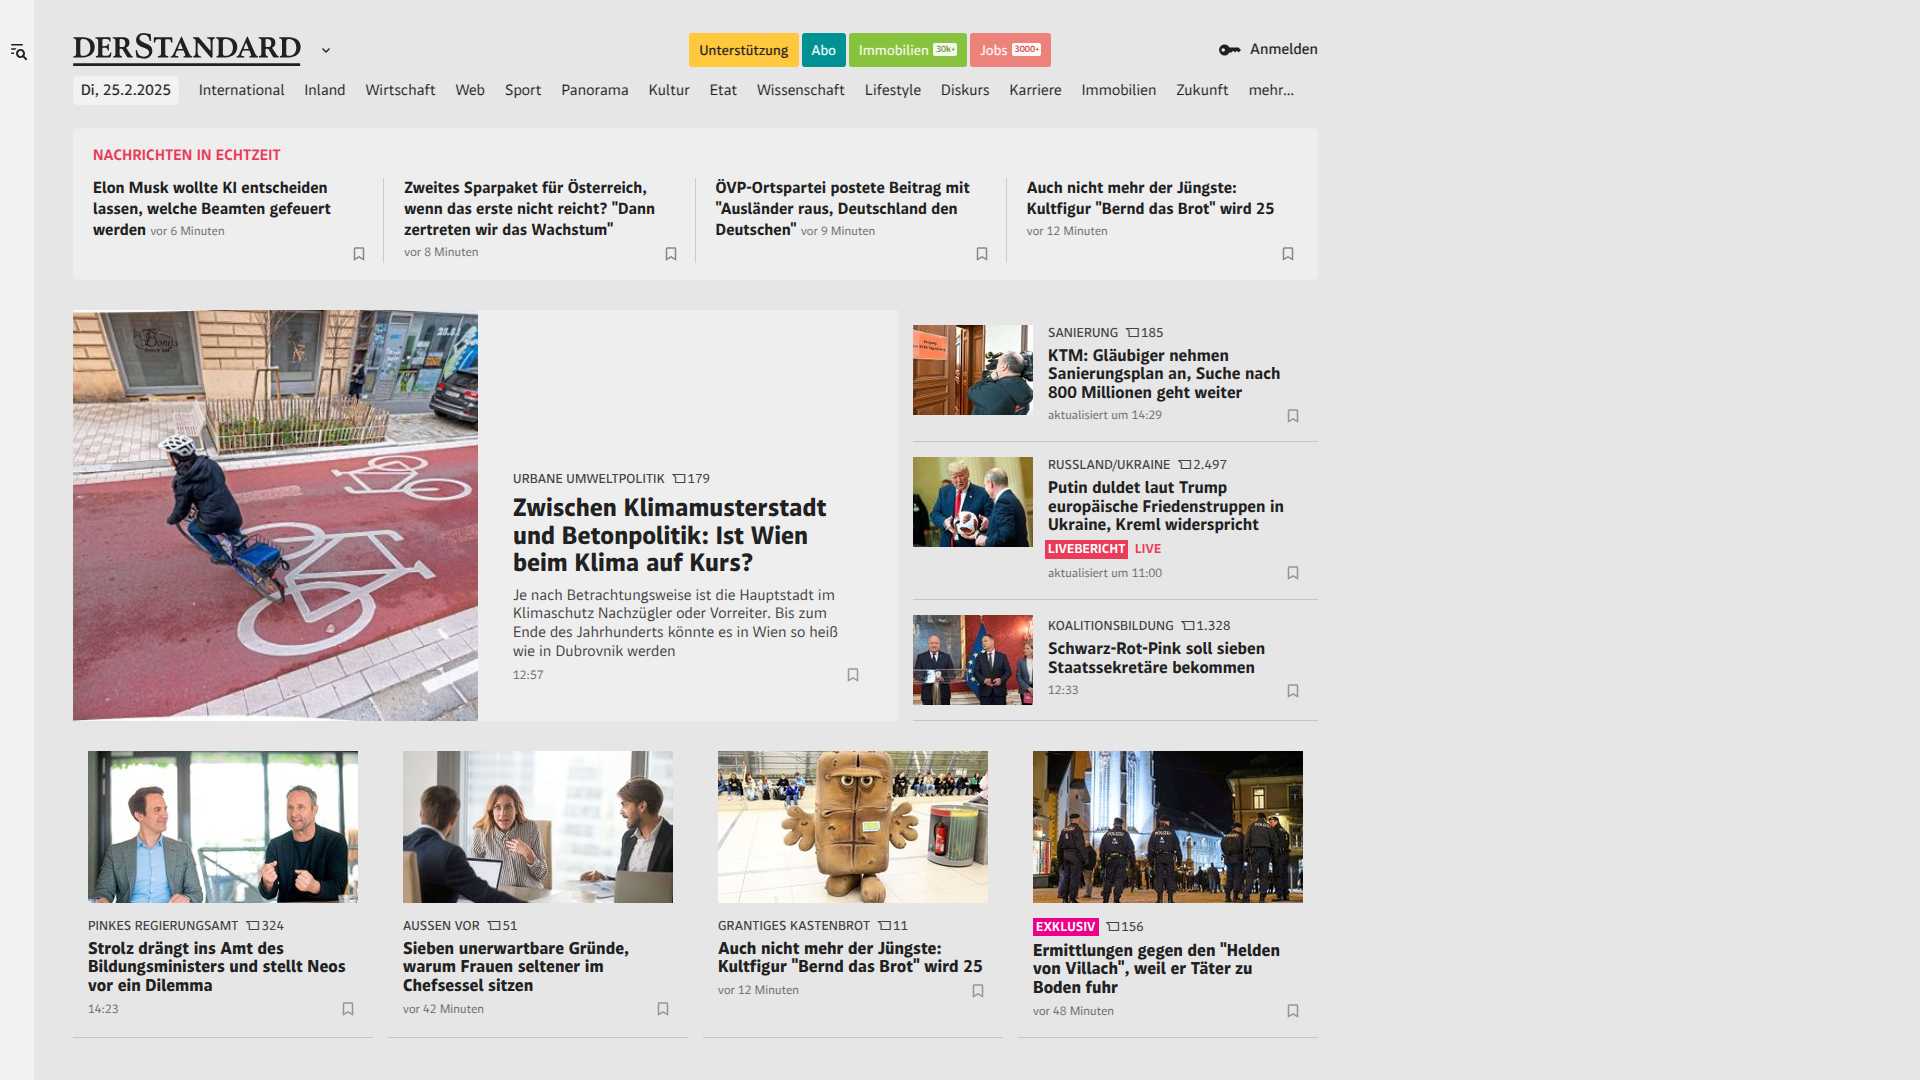 DERSTANDARD
Unterstützung
Abo
Immobilien 30k+
Jobs 3000+
Anmelden
Di, 25.2.2025
International
Inland
Wirtschaft
Web
Sport
Panorama
Kultur
Etat
Wissenschaft
Lifestyle
Diskurs
Karriere
Immobilien
Zukunft
mehr...
NACHRICHTEN IN ECHTZEIT
Elon Musk wollte KI entscheiden
lassen, welche Beamten gefeuert
werden vor 6 Minuten
Zweites Sparpaket für Österreich,
wenn das erste nicht reicht? "Dann
zertreten wir das Wachstum"
vor 8 Minuten
ÖVP-Ortspartei postete Beitrag mit
"Ausländer raus, Deutschland den
Deutschen" vor 9 Minuten
Auch nicht mehr der Jüngste:
Kultfigur "Bernd das Brot" wird 25
vor 12 Minuten
URBANE UMWELTPOLITIK 179
Zwischen Klimamusterstadt
und Betonpolitik: Ist Wien
beim Klima auf Kurs?
Je nach Betrachtungsweise ist die Hauptstadt im
Klimaschutz Nachzügler oder Vorreiter. Bis zum
Ende des Jahrhunderts könnte es in Wien so heiß
wie in Dubrovnik werden
12:57
SANIERUNG 185
KTM: Gläubiger nehmen
Sanierungsplan an, Suche nach
800 Millionen geht weiter
aktualisiert um 14:29
RUSSLAND/UKRAINE 2.497
Putin duldet laut Trump
europäische Friedenstruppen in
Ukraine, Kreml widerspricht
LIVEBERICHT LIVE
aktualisiert um 11:00
KOALITIONSBILDUNG 1.328
Schwarz-Rot-Pink soll sieben
Staatssekretäre bekommen
12:33
PINKES REGIERUNGSAMT 324
Strolz drängt ins Amt des
Bildungsministers und stellt Neos
vor ein Dilemma
14:23
AUSSEN VOR 51
Sieben unerwartbare Gründe,
warum Frauen seltener im
Chefsessel sitzen
vor 42 Minuten
GRANTIGES KASTENBROT 11
Auch nicht mehr der Jüngste:
Kultfigur "Bernd das Brot" wird 25
vor 12 Minuten
EXKLUSIV 156
Ermittlungen gegen den "Helden
von Villach", weil er Täter zu
Boden fuhr
vor 48 Minuten